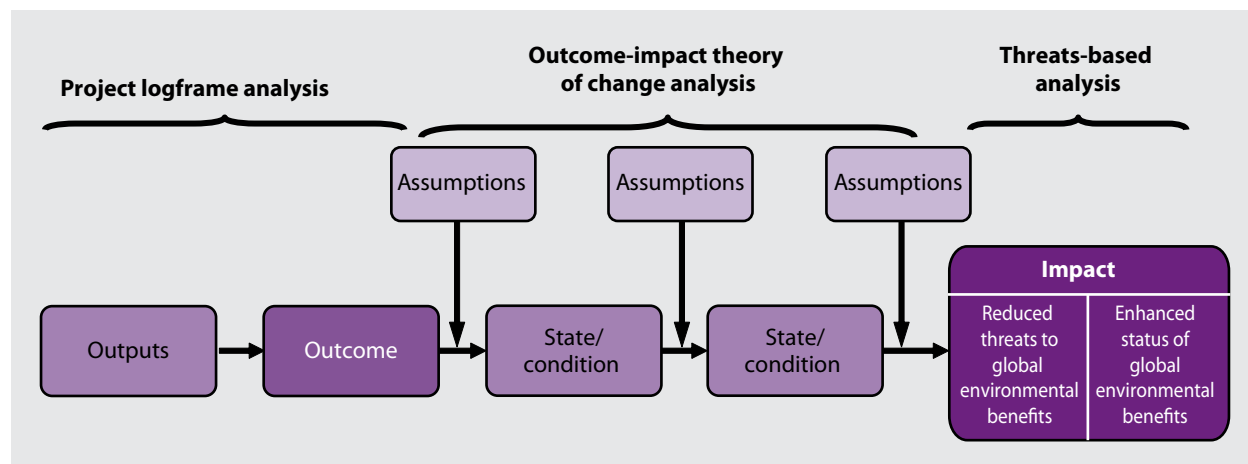 Project logframe analysis
Outcome-impact theory
of change analysis
Threats-based
analysis
Assumptions
Assumptions
Assumptions
Outputs
Outcome
State/
condition
State/
condition
Impact
Reduced
threats to
global
environmental
benefits
Enhanced
status of
global
environmental
benefits